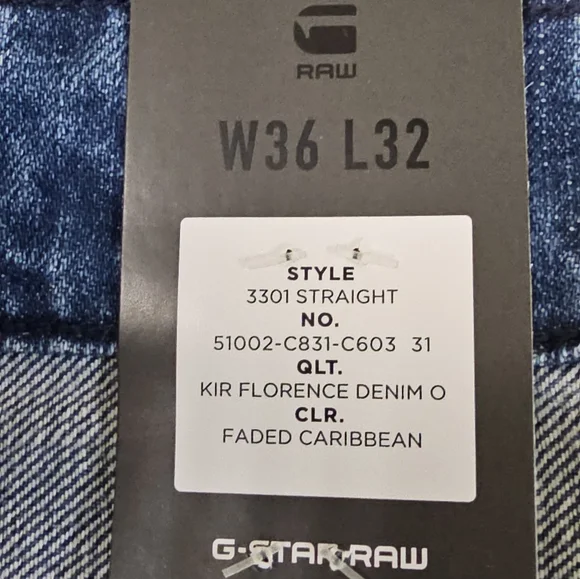 RAW
W36 L32
STYLE
3301 STRAIGHT
NO.
51002-C831-C603 31
QLT.
KIR FLORENCE DENIM O
CLR.
FADED CARIBBEAN
G-STAR RAW